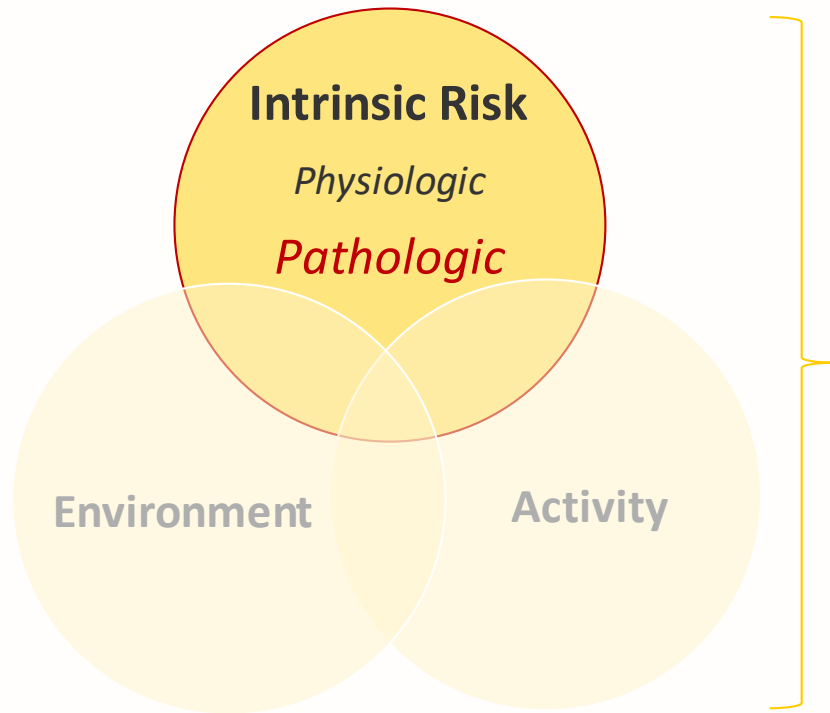 Intrinsic Risk
Physiologic
Pathologic
Environment
Activity